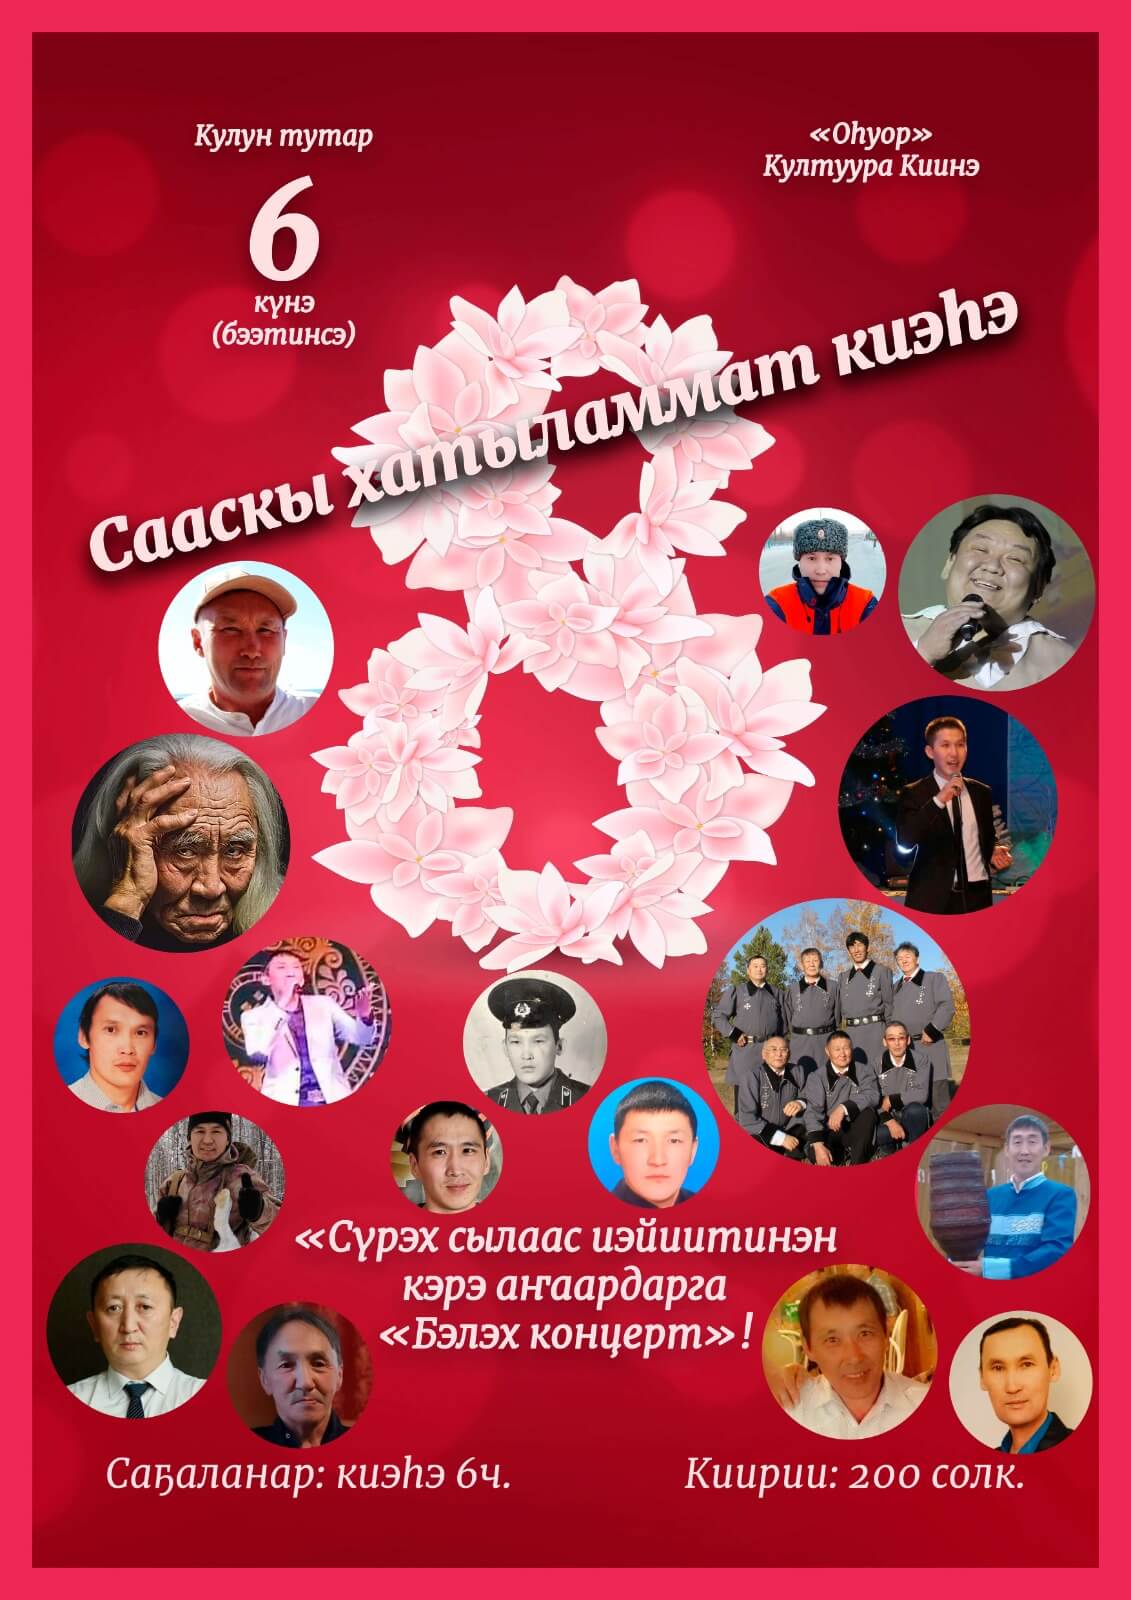 Кулун тутар
6
күнэ
(бээтинсэ)
«Оһуор»
Култуура Киинэ
Сааскы хатыламмат киэһэ
«Сүрэх сылаас иэйиитинэн
кэрэ аҥаардарга
«Бэлэх концерт»!
Саҕаланар: киэһэ 6ч.
Киирии: 200 солк.